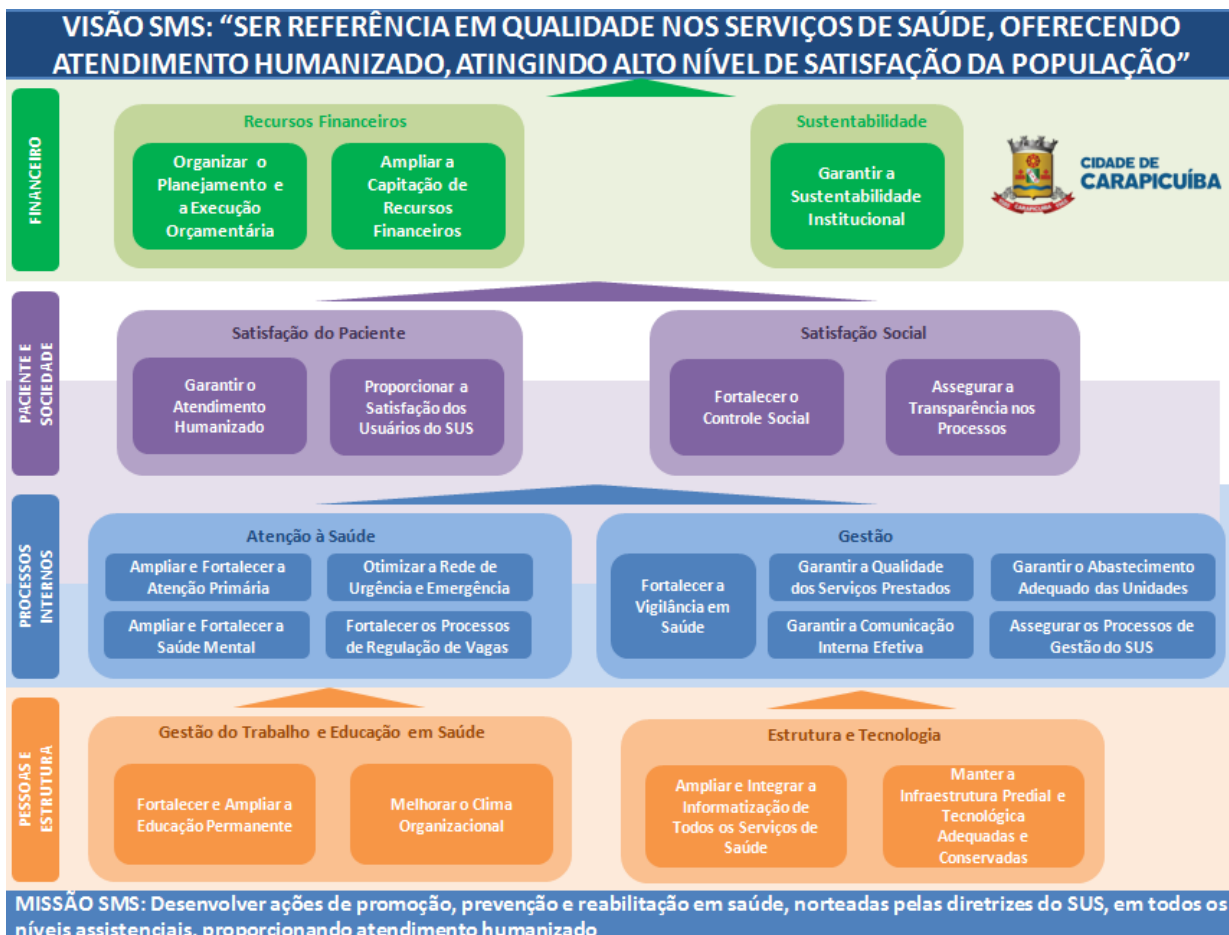 VISÃO SMS: “SER REFERÊNCIA EM QUALIDADE NOS SERVIÇOS DE SAÚDE, OFERECENDO
ATENDIMENTO HUMANIZADO, ATINGINDO ALTO NÍVEL DE SATISFAÇÃO DA POPULAÇÃO”
FINANCEIRO
Recursos Financeiros
Organizar o
Planejamento e
a Execução
Orçamentária
Ampliar a
Capitação de
Recursos
Financeiros
Sustentabilidade
Garantir a
Sustentabilidade
Institucional
CARAPICUÍBA
CIDADE DE
CARAPICUÍBA
PACIENTE E
SOCIEDADE
Satisfação do Paciente
Garantir o
Atendimento
Humanizado
Proporcionar a
Satisfação dos
Usuários do SUS
Satisfação Social
Fortalecer o
Controle Social
Assegurar a
Transparência nos
Processos
PROCESSOS
INTERNOS
Atenção à Saúde
Ampliar e Fortalecer a
Atenção Primária
Otimizar a Rede de
Urgência e Emergência
Ampliar e Fortalecer a
Saúde Mental
Fortalecer os Processos
de Regulação de Vagas
Gestão
Fortalecer a
Vigilância em
Saúde
Garantir a Qualidade
dos Serviços Prestados
Garantir o Abastecimento
Adequado das Unidades
Garantir a Comunicação
Interna Efetiva
Assegurar os Processos de
Gestão do SUS
PESSOAS E
ESTRUTURA
Gestão do Trabalho e Educação em Saúde
Fortalecer e Ampliar a
Educação Permanente
Melhorar o Clima
Organizacional
Estrutura e Tecnologia
Ampliar e Integrar a
Informatização de
Todos os Serviços de
Saúde
Manter a
Infraestrutura Predial e
Tecnológica
Adequadas e
Conservadas
MISSÃO SMS: Desenvolver ações de promoção, prevenção e reabilitação em saúde, norteadas pelas diretrizes do SUS, em todos os
níveis assistenciais, proporcionando atendimento humanizado